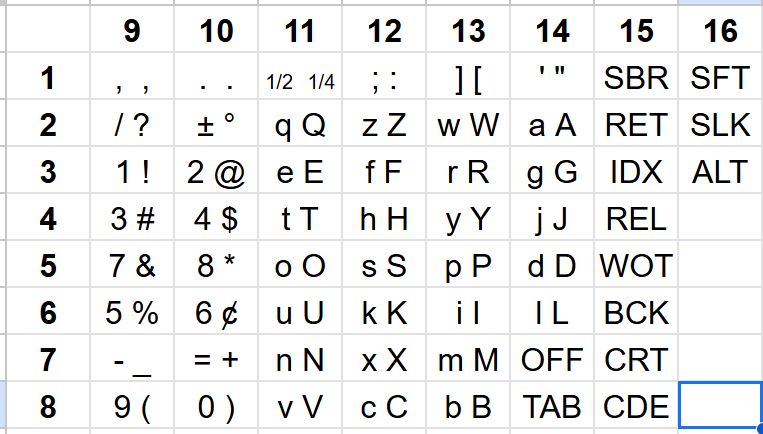 9 10 11 12 13 14 15 16
1 , , . . 1/2 1/4 ; : ] [ ' " SBR SFT
2 / ? ± ° q Q z Z w W a A RET SLK
3 1 ! 2 @ e E f F r R g G IDX ALT
4 3 # 4 $ t T h H y Y j J REL
5 7 & 8 * o O s S p P d D WOT
6 5 % 6 ¢ u U k K i I l L BCK
7 - _ = + n N x X m M OFF CRT
8 9 ( 0 ) v V c C b B TAB CDE